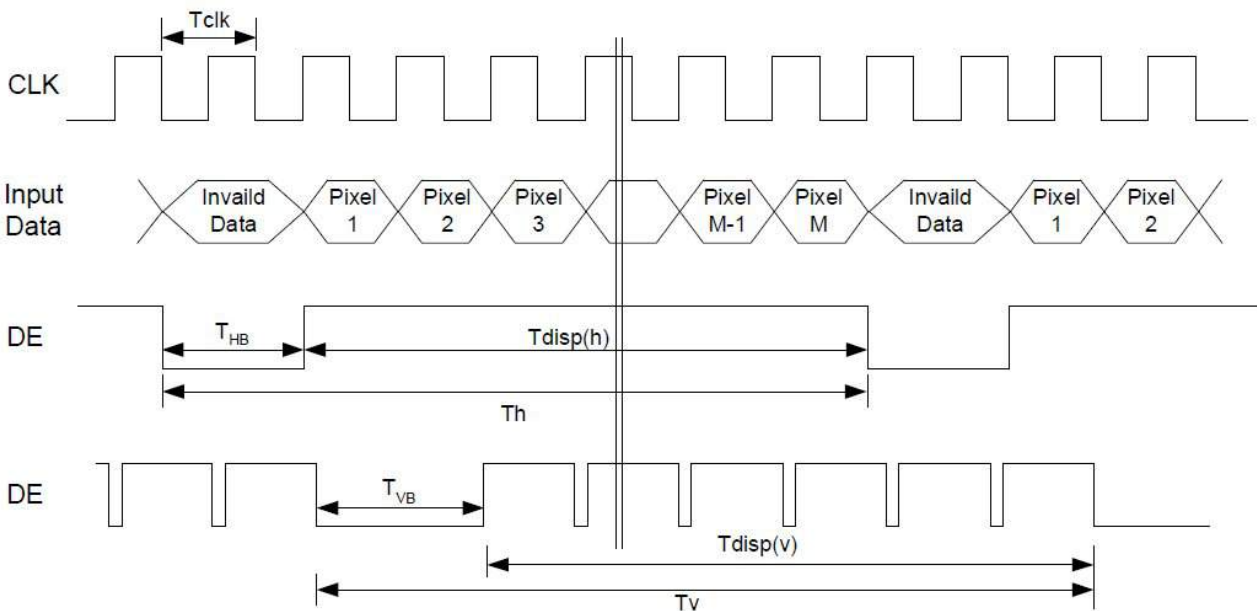 Tclk
CLK
Input
Data
Invaild
Data
Pixel
1
Pixel
2
Pixel
3
Pixel
M-1
Pixel
M
Invaild
Data
Pixel
1
Pixel
2
DE
THB
Tdisp(h)
Th
DE
TVB
Tdisp(v)
Tv